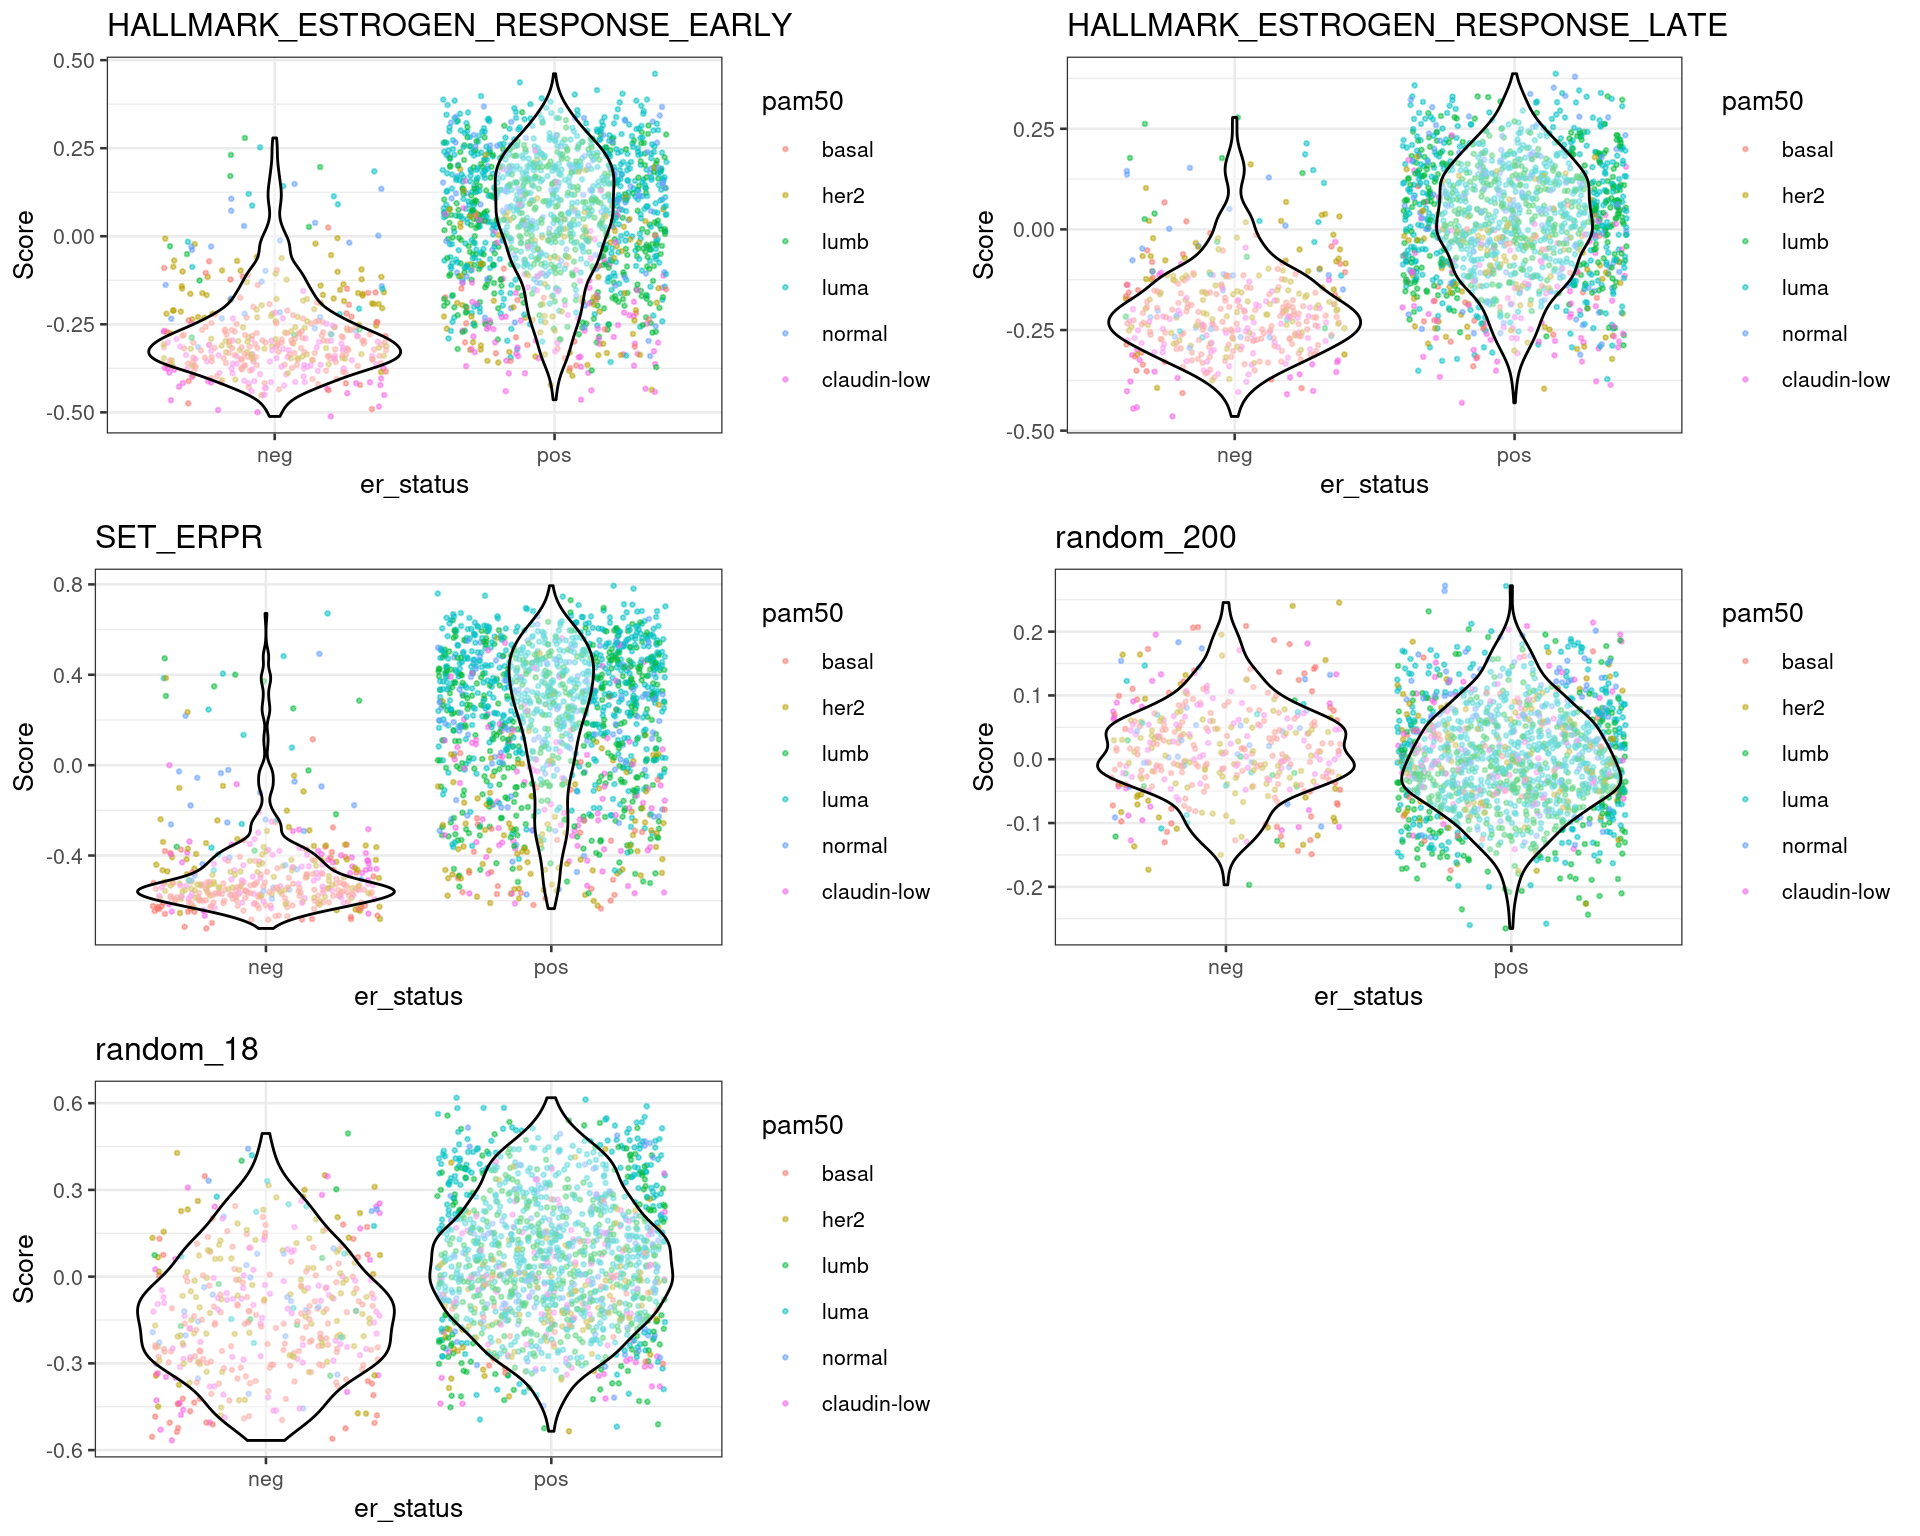 HALLMARK_ESTROGEN_RESPONSE_EARLY
0.50
0.25
0.00
-0.25
-0.50
Score
neg
pos
er_status
pam50
basal
her2
lumb
luma
normal
claudin-low
HALLMARK_ESTROGEN_RESPONSE_LATE
0.25
0.00
-0.25
-0.50
Score
neg
pos
er_status
pam50
basal
her2
lumb
luma
normal
claudin-low
SET_ERPR
0.8
0.4
0.0
-0.4
Score
neg
pos
er_status
pam50
basal
her2
lumb
luma
normal
claudin-low
random_200
0.2
0.1
0.0
-0.1
-0.2
Score
neg
pos
er_status
pam50
basal
her2
lumb
luma
normal
claudin-low
random_18
0.6
0.3
0.0
-0.3
-0.6
Score
neg
pos
er_status
pam50
basal
her2
lumb
luma
normal
claudin-low